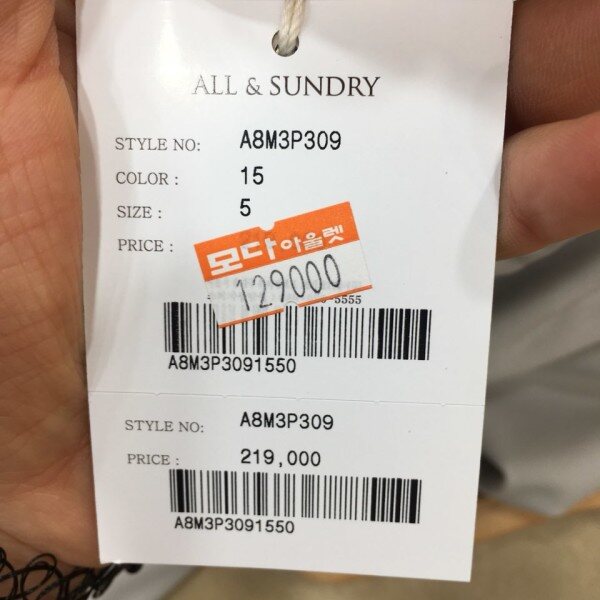 ALL & SUNDRY
STYLE NO: A8M3P309
COLOR : 15
SIZE : 5
PRICE :
모다아울렛
129000
5555
A8M3P3091550
STYLE NO: A8M3P309
PRICE : 219,000
A8M3P3091550